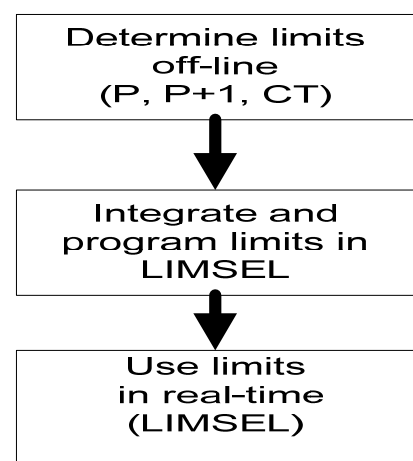 Determine limits
off-line
(P, P+1, CT)
Integrate and
program limits in
LIMSEL
Use limits
in real-time
(LIMSEL)